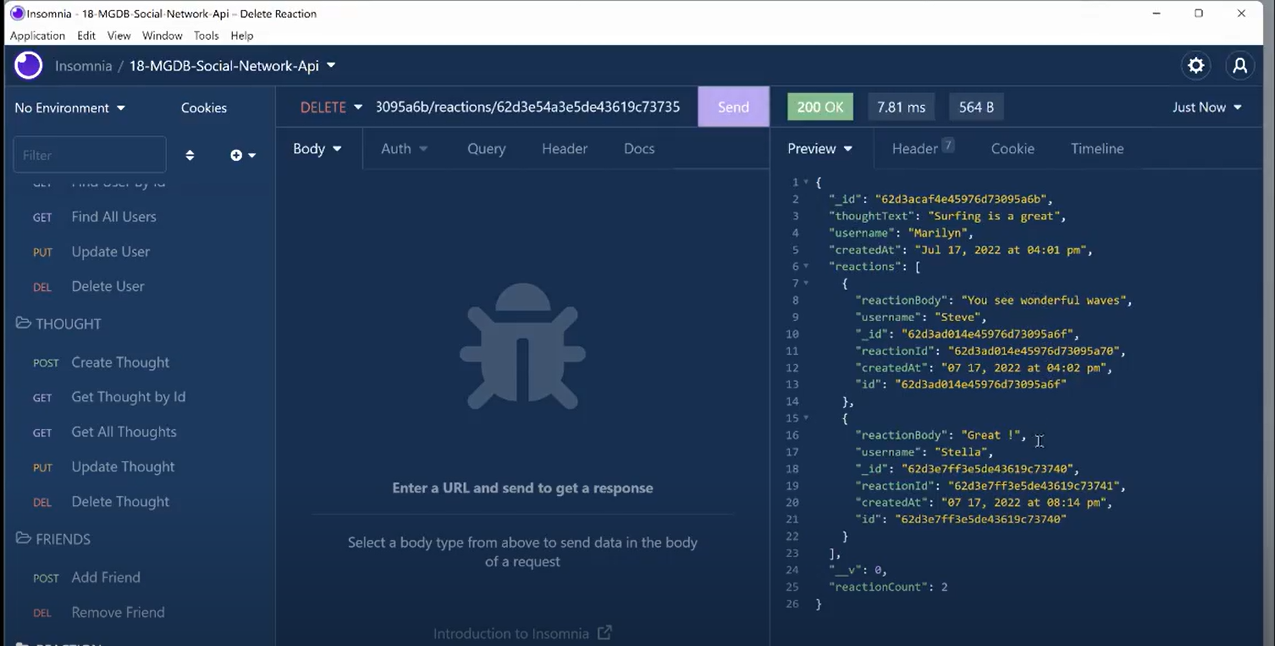 Insomnia - 18-MGDB-Social-Network-Api – Delete Reaction
Application Edit View Window Tools Help
Insomnia / 18-MGDB-Social-Network-Api
No Environment Cookies
Filter
Find User by Id
GET Find All Users
PUT Update User
DEL Delete User
THOUGHT
POST Create Thought
GET Get Thought by Id
GET Get All Thoughts
PUT Update Thought
DEL Delete Thought
FRIENDS
POST Add Friend
DEL Remove Friend
REACTION
DELETE 3095a6b/reactions/62d3e54a3e5de43619c73735 Send
Body Auth Query Header Docs
Enter a URL and send to get a response
Select a body type from above to send data in the body
of a request
Introduction to Insomnia
200 OK 7.81 ms 564 B Just Now
Preview Header 7 Cookie Timeline
1 {
2 "_id": "62d3acaf4e45976d73095a6b",
3 "thoughtText": "Surfing is a great",
4 "username": "Marilyn",
5 "createdAt": "Jul 17, 2022 at 04:01 pm",
6 "reactions": [
7 {
8 "reactionBody": "You see wonderful waves",
9 "username": "Steve",
10 "_id": "62d3ad014e45976d73095a6f",
11 "reactionId": "62d3ad014e45976d73095a70",
12 "createdAt": "07 17, 2022 at 04:02 pm",
13 "id": "62d3ad014e45976d73095a6f"
14 },
15 {
16 "reactionBody": "Great !",
17 "username": "Stella",
18 "_id": "62d3e7ff3e5de43619c73740",
19 "reactionId": "62d3e7ff3e5de43619c73741",
20 "createdAt": "07 17, 2022 at 08:14 pm",
21 "id": "62d3e7ff3e5de43619c73740"
22 }
23 ],
24 "__v": 0,
25 "reactionCount": 2
26 }